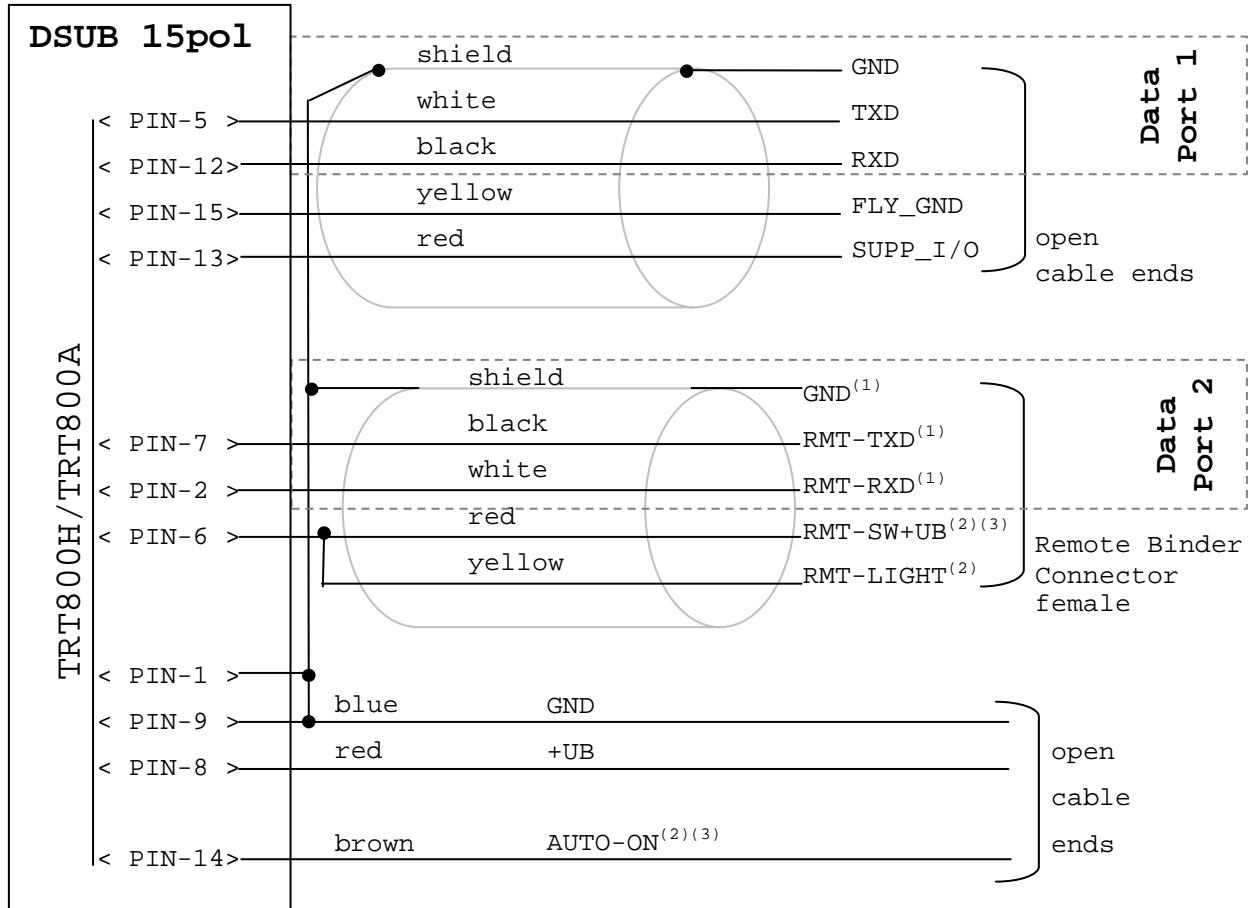 DSUB 15pol
shield
GND
white
< PIN-5 >
TXD
black
< PIN-12>
RXD
Data
Port 1
yellow
< PIN-15>
FLY_GND
red
< PIN-13>
SUPP_I/O
open
cable ends
TRT800H/TRT800A
shield
GND(1)
black
< PIN-7 >
RMT-TXD(1)
white
< PIN-2 >
RMT-RXD(1)
Data
Port 2
red
< PIN-6 >
RMT-SW+UB(2)(3)
yellow
RMT-LIGHT(2)
Remote Binder
Connector
female
< PIN-1 >
< PIN-9 >
blue
GND
< PIN-8 >
red
+UB
open
cable
ends
< PIN-14>
brown
AUTO-ON(2)(3)